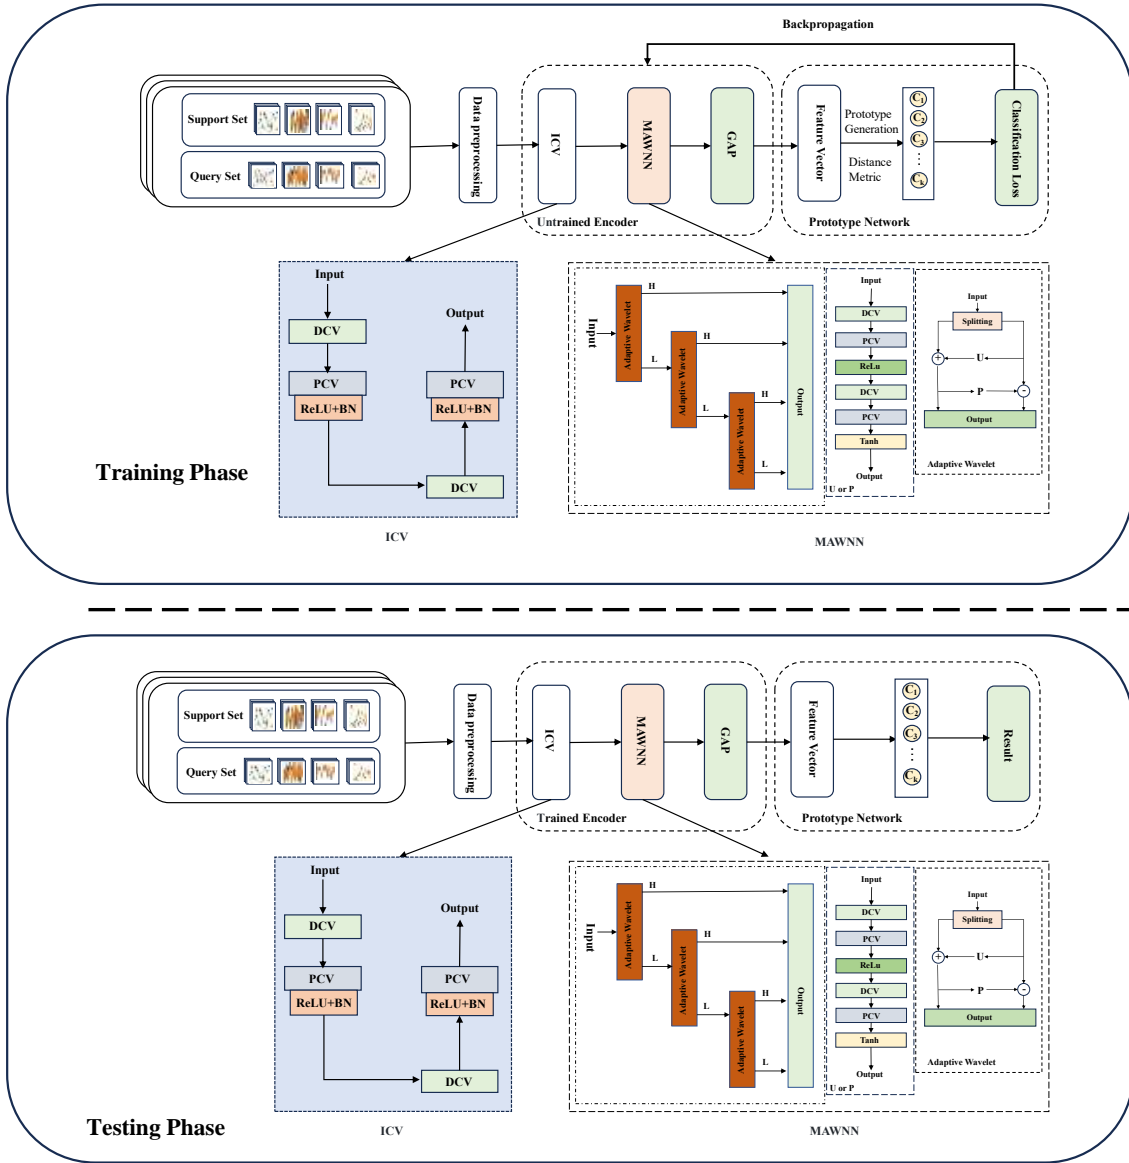 Backpropagation
Support Set
Query Set
Data preprocessing
ICV
MAWNN
GAP
Untrained Encoder
Feature Vector
Prototype
Generation
Distance
Metric
C1
C2
C3
...
Ck
Classification Loss
Prototype Network
Input
DCV
PCV
ReLU+BN
DCV
PCV
ReLU+BN
Output
ICV
Training Phase
Input
Adaptive Wavelet
H
L
Adaptive Wavelet
H
L
Adaptive Wavelet
H
L
Output
Input
DCV
PCV
ReLu
DCV
PCV
Tanh
Output
U or P
Input
Splitting
+
U
P
-
Output
Adaptive Wavelet
MAWNN
Support Set
Query Set
Data preprocessing
ICV
MAWNN
GAP
Trained Encoder
Feature Vector
C1
C2
C3
...
Ck
Result
Prototype Network
Input
DCV
PCV
ReLU+BN
DCV
PCV
ReLU+BN
Output
ICV
Testing Phase
Input
Adaptive Wavelet
H
L
Adaptive Wavelet
H
L
Adaptive Wavelet
H
L
Output
Input
DCV
PCV
ReLu
DCV
PCV
Tanh
Output
U or P
Input
Splitting
+
U
P
-
Output
Adaptive Wavelet
MAWNN